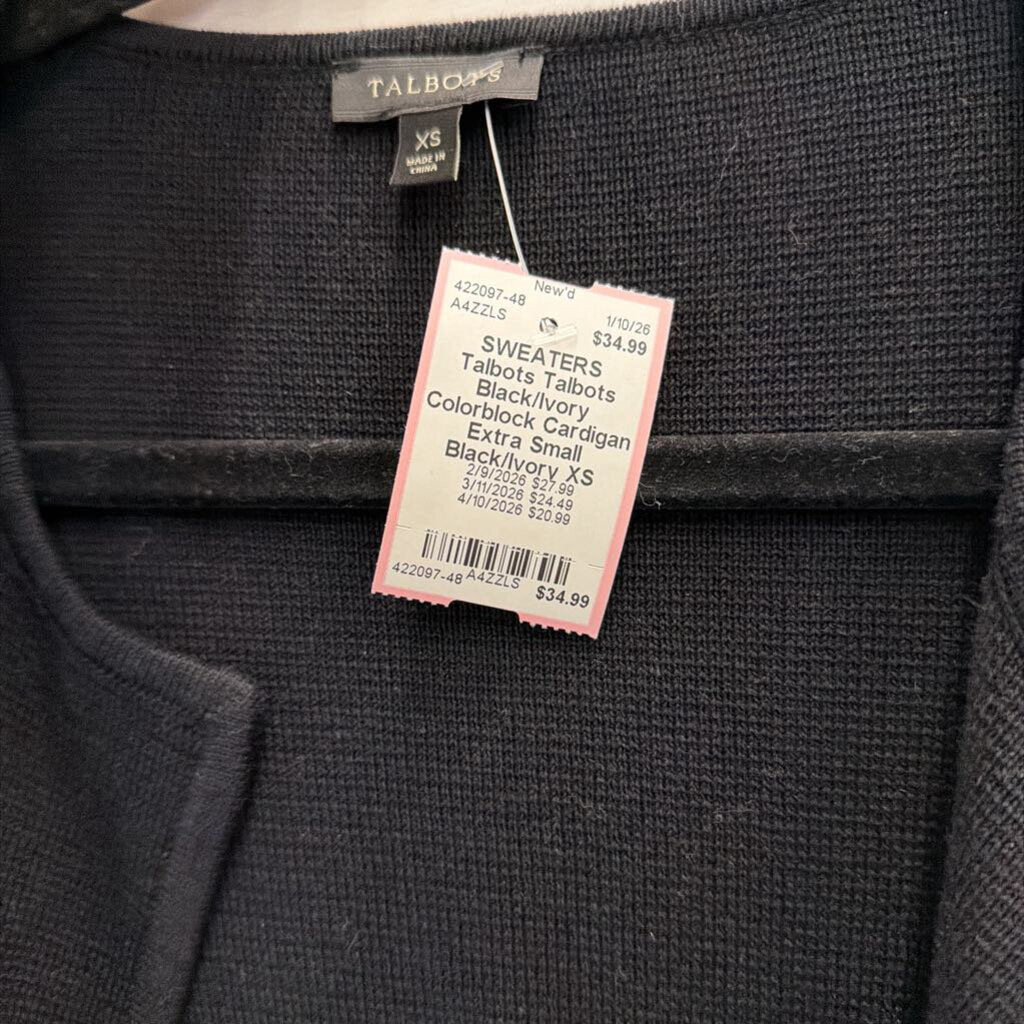 TALBOTS
XS
MADE IN
CHINA
New'd
422097-48
1/10/26
A4ZZLS
$34.99
SWEATERS
Talbots Talbots
Black/Ivory
Colorblock Cardigan
Extra Small
Black/Ivory XS
2/9/2026 $27.99
3/11/2026 $24.49
4/10/2026 $20.99
422097-48 A4ZZLS $34.99